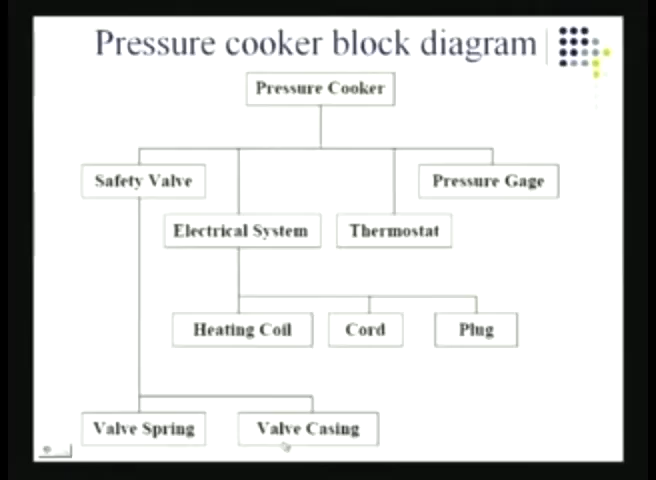 Pressure cooker block diagram
Pressure Cooker
Safety Valve
Pressure Gage
Electrical System
Thermostat
Heating Coil
Cord
Plug
Valve Spring
Valve Casing